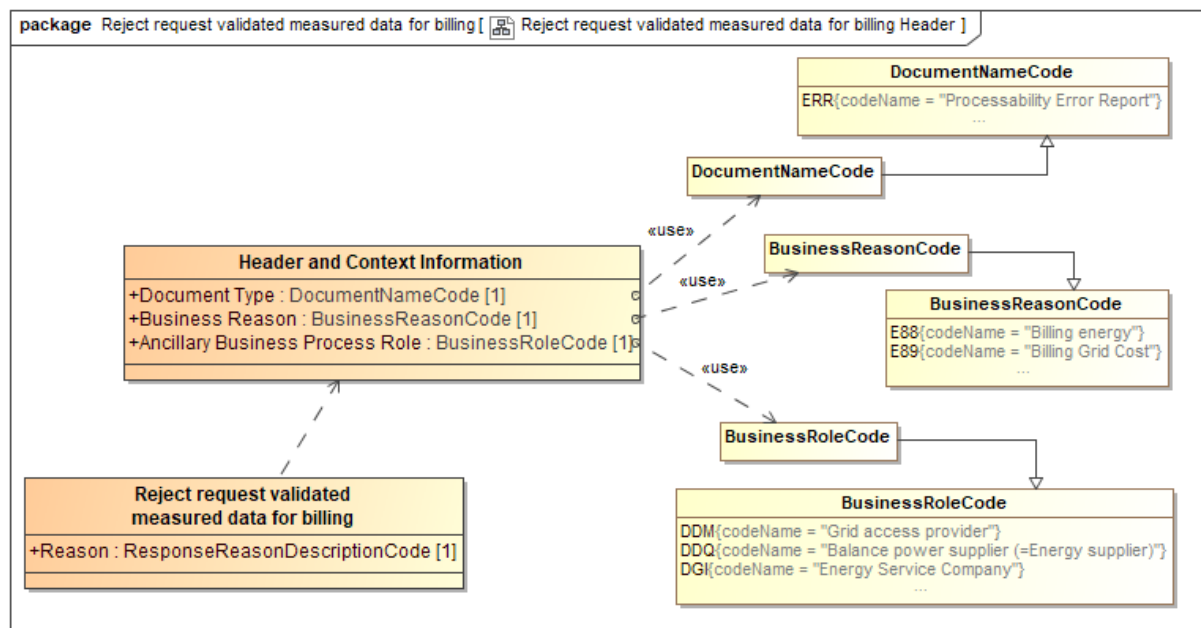 package Reject request validated measured data for billing [ Reject request validated measured data for billing Header ]
DocumentNameCode
ERR{codeName = "Processability Error Report"}
...
DocumentNameCode
«use»
BusinessReasonCode
Header and Context Information
«use»
+Document Type : DocumentNameCode [1]
+Business Reason : BusinessReasonCode [1]
+Ancillary Business Process Role : BusinessRoleCode [1]
BusinessReasonCode
E88{codeName = "Billing energy"}
E89{codeName = "Billing Grid Cost"}
...
«use»
BusinessRoleCode
Reject request validated
measured data for billing
+Reason : ResponseReasonDescriptionCode [1]
BusinessRoleCode
DDM{codeName = "Grid access provider"}
DDQ{codeName = "Balance power supplier (=Energy supplier)"}
DGI{codeName = "Energy Service Company"}
...